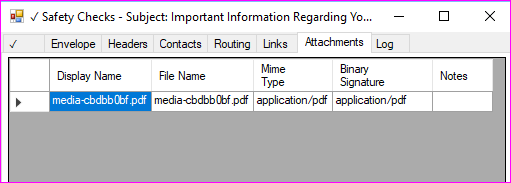 Safety Checks - Subject: Important Information Regarding Yo...
✓ Envelope Headers Contacts Routing Links Attachments Log
Display Name File Name Mime Type Binary Signature Notes
media-cbdbb0bf.pdf media-cbdbb0bf.pdf application/pdf application/pdf